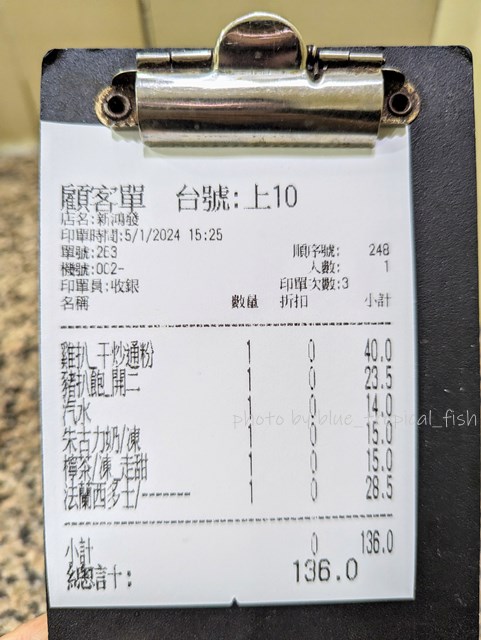 顧客單 台號:上10
店名:新鴻發
印單時間:5/1/2024 15:25
單號:263 順序號: 248
機號:002- 人數: 1
印單員:收銀 印單次數:3
名稱 數量 折扣 小計
雞扒_干炒通粉 1 0 40.0
豬扒飽_開二 1 0 23.5
汽水 1 0 14.0
朱古力奶/凍 1 0 15.0
檸茶/凍_走甜 1 0 15.0
法蘭西多士/------- 1 0 28.5
小計 0 136.0
總計: 136.0
photo by blue_tropical_fish